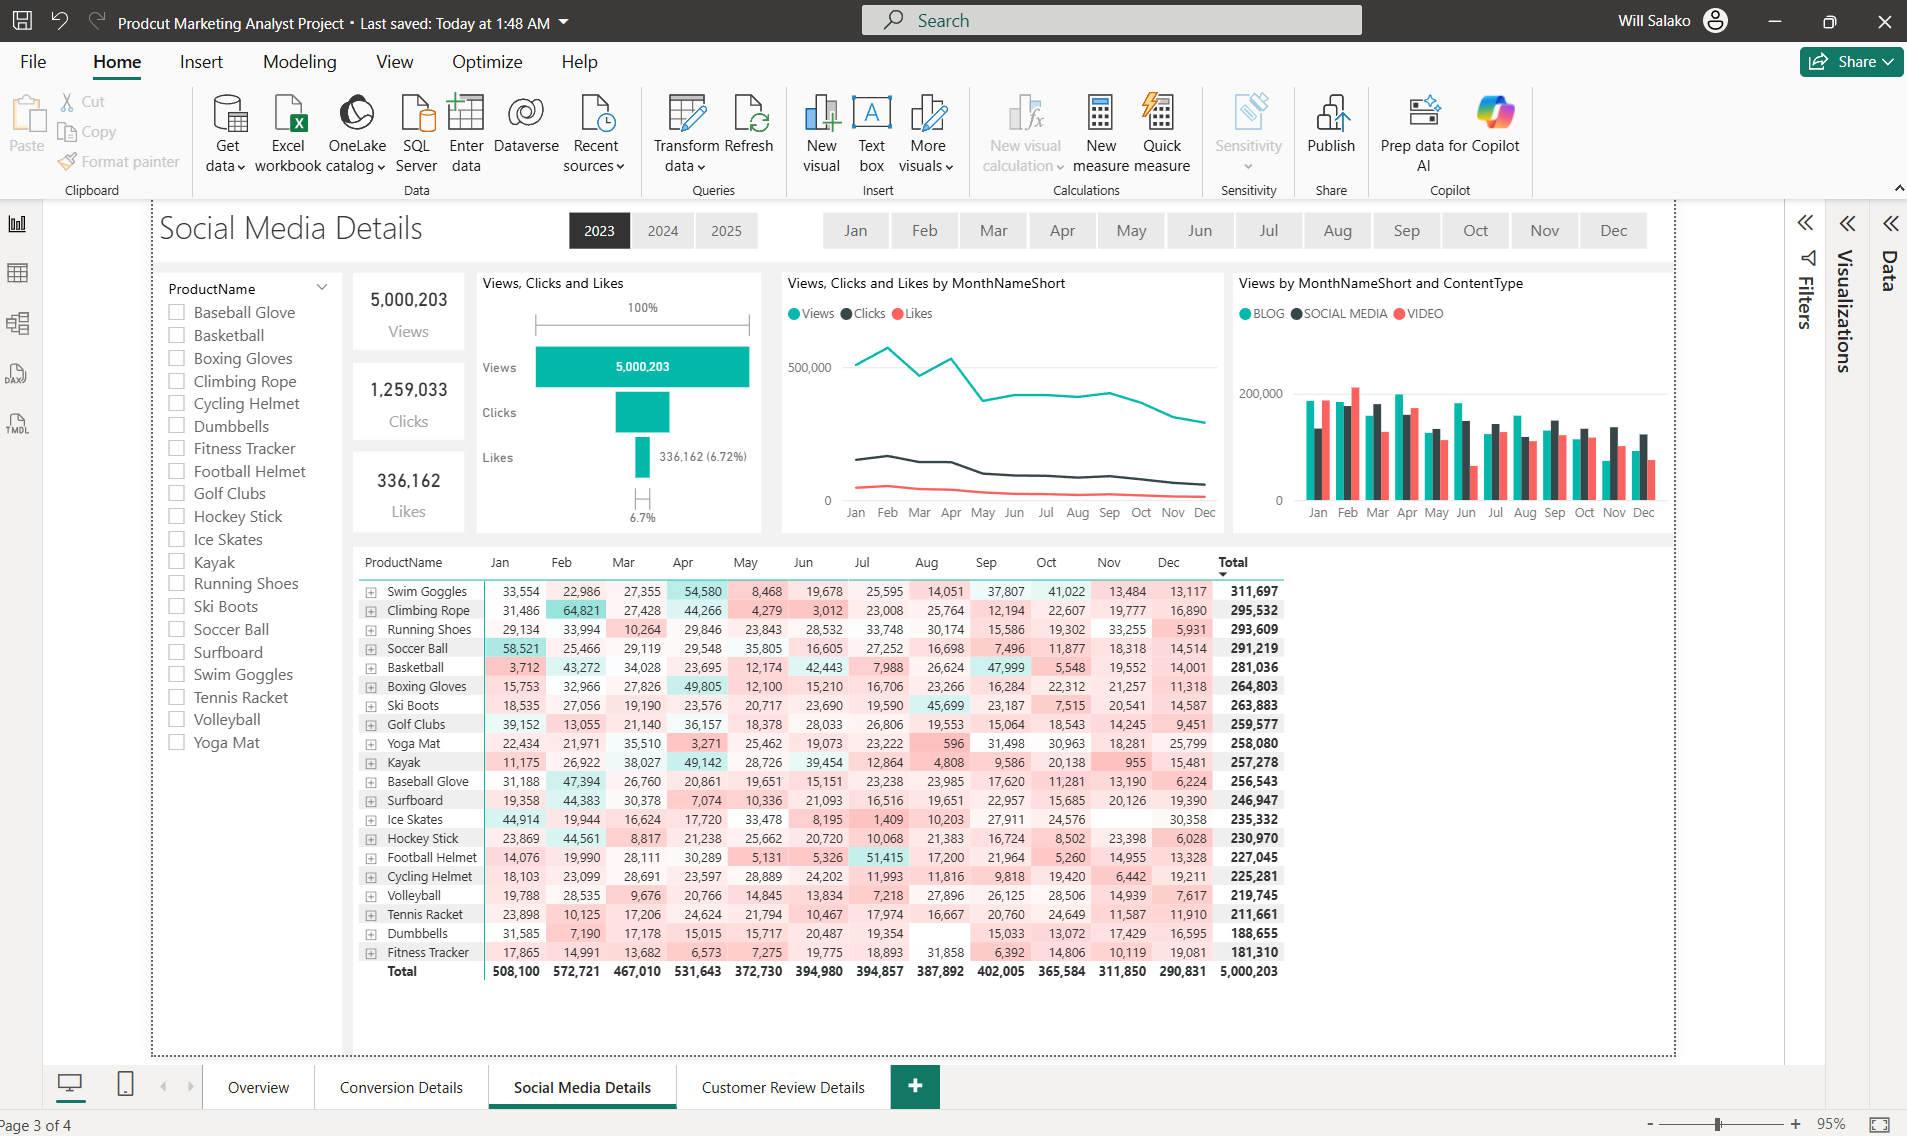 Prodcut Marketing Analyst Project • Last saved: Today at 1:48 AM
Search
Will Salako
File Home Insert Modeling View Optimize Help
Share
Paste
Cut
Copy
Format painter
Clipboard
Get data
Excel workbook
OneLake catalog
SQL Server
Enter data
Dataverse
Recent sources
Data
Transform data
Refresh
Queries
New visual
Text box
More visuals
Insert
New visual calculation
New measure
Quick measure
Calculations
Sensitivity
Sensitivity
Publish
Share
Prep data for AI
Copilot
Copilot
Social Media Details
2023 2024 2025
Jan Feb Mar Apr May Jun Jul Aug Sep Oct Nov Dec
DAX
TMDL
ProductName
Baseball Glove
Basketball
Boxing Gloves
Climbing Rope
Cycling Helmet
Dumbbells
Fitness Tracker
Football Helmet
Golf Clubs
Hockey Stick
Ice Skates
Kayak
Running Shoes
Ski Boots
Soccer Ball
Surfboard
Swim Goggles
Tennis Racket
Volleyball
Yoga Mat
5,000,203
Views
1,259,033
Clicks
336,162
Likes
Views, Clicks and Likes
100%
Views 5,000,203
Clicks
Likes 336,162 (6.72%)
6.7%
Views, Clicks and Likes by MonthNameShort
Views Clicks Likes
500,000
0
Jan Feb Mar Apr May Jun Jul Aug Sep Oct Nov Dec
Views by MonthNameShort and ContentType
BLOG SOCIAL MEDIA VIDEO
200,000
0
Jan Feb Mar Apr May Jun Jul Aug Sep Oct Nov Dec
ProductName Jan Feb Mar Apr May Jun Jul Aug Sep Oct Nov Dec Total
Swim Goggles 33,554 22,986 27,355 54,580 8,468 19,678 25,595 14,051 37,807 41,022 13,484 13,117 311,697
Climbing Rope 31,486 64,821 27,428 44,266 4,279 3,012 23,008 25,764 12,194 22,607 19,777 16,890 295,532
Running Shoes 29,134 33,994 10,264 29,846 23,843 28,532 33,748 30,174 15,586 19,302 33,255 5,931 293,609
Soccer Ball 58,521 25,466 29,119 29,548 35,805 16,605 27,252 16,698 7,496 11,877 18,318 14,514 291,219
Basketball 3,712 43,272 34,028 23,695 12,174 42,443 7,988 26,624 47,999 5,548 19,552 14,001 281,036
Boxing Gloves 15,753 32,966 27,826 49,805 12,100 15,210 16,706 23,266 16,284 22,312 21,257 11,318 264,803
Ski Boots 18,535 27,056 19,190 23,576 20,717 23,690 19,590 45,699 23,187 7,515 20,541 14,587 263,883
Golf Clubs 39,152 13,055 21,140 36,157 18,378 28,033 26,806 19,553 15,064 18,543 14,245 9,451 259,577
Yoga Mat 22,434 21,971 35,510 3,271 25,462 19,073 23,222 596 31,498 30,963 18,281 25,799 258,080
Kayak 11,175 26,922 38,027 49,142 28,726 39,454 12,864 4,808 9,586 20,138 955 15,481 257,278
Baseball Glove 31,188 47,394 26,760 20,861 19,651 15,151 23,238 23,985 17,620 11,281 13,190 6,224 256,543
Surfboard 19,358 44,383 30,378 7,074 10,336 21,093 16,516 19,651 22,957 15,685 20,126 19,390 246,947
Ice Skates 44,914 19,944 16,624 17,720 33,478 8,195 1,409 10,203 27,911 24,576 30,358 235,332
Hockey Stick 23,869 44,561 8,817 21,238 25,662 20,720 10,068 21,383 16,724 8,502 23,398 6,028 230,970
Football Helmet 14,076 19,990 28,111 30,289 5,131 5,326 51,415 17,200 21,964 5,260 14,955 13,328 227,045
Cycling Helmet 18,103 23,099 28,691 23,597 28,889 24,202 11,993 11,816 9,818 19,420 6,442 19,211 225,281
Volleyball 19,788 28,535 9,676 20,766 14,845 13,834 7,218 27,896 26,125 28,506 14,939 7,617 219,745
Tennis Racket 23,898 10,125 17,206 24,624 21,794 10,467 17,974 16,667 20,760 24,649 11,587 11,910 211,661
Dumbbells 31,585 7,190 17,178 15,015 15,717 20,487 19,354 15,033 13,072 17,429 16,595 188,655
Fitness Tracker 17,865 14,991 13,682 6,573 7,275 19,775 18,893 31,858 6,392 14,806 10,119 19,081 181,310
Total 508,100 572,721 467,010 531,643 372,730 394,980 394,857 387,892 402,005 365,584 311,850 290,831 5,000,203
Filters
Visualizations
Data
Overview Conversion Details Social Media Details Customer Review Details +
Page 3 of 4
- + 95%